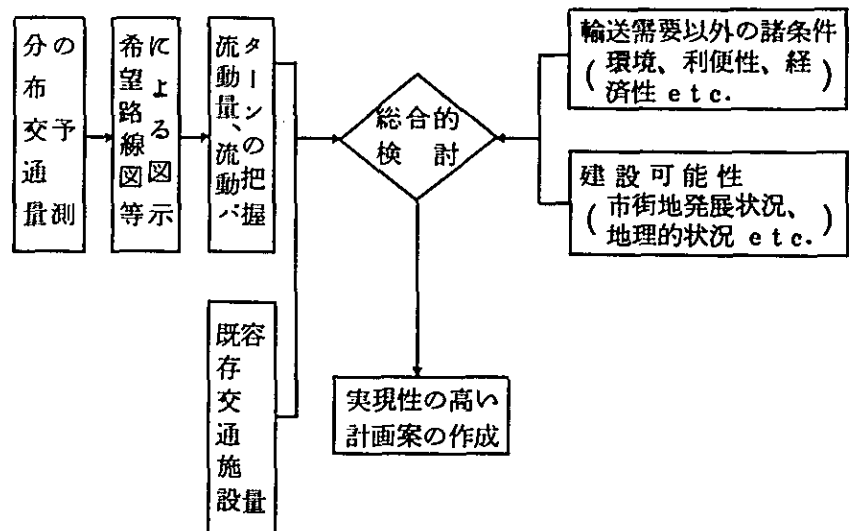 分布交通量
の予測
希望路線図等
による図示
流動量、流動パ
ターンの把握
既存交通施設
容量
総合的
検討
輸送需要以外の諸条件
(環境、利便性、経
済性etc.)
建設可能性
(市街地発展状況、
地理的状況 etc.)
実現性の高い
計画案の作成